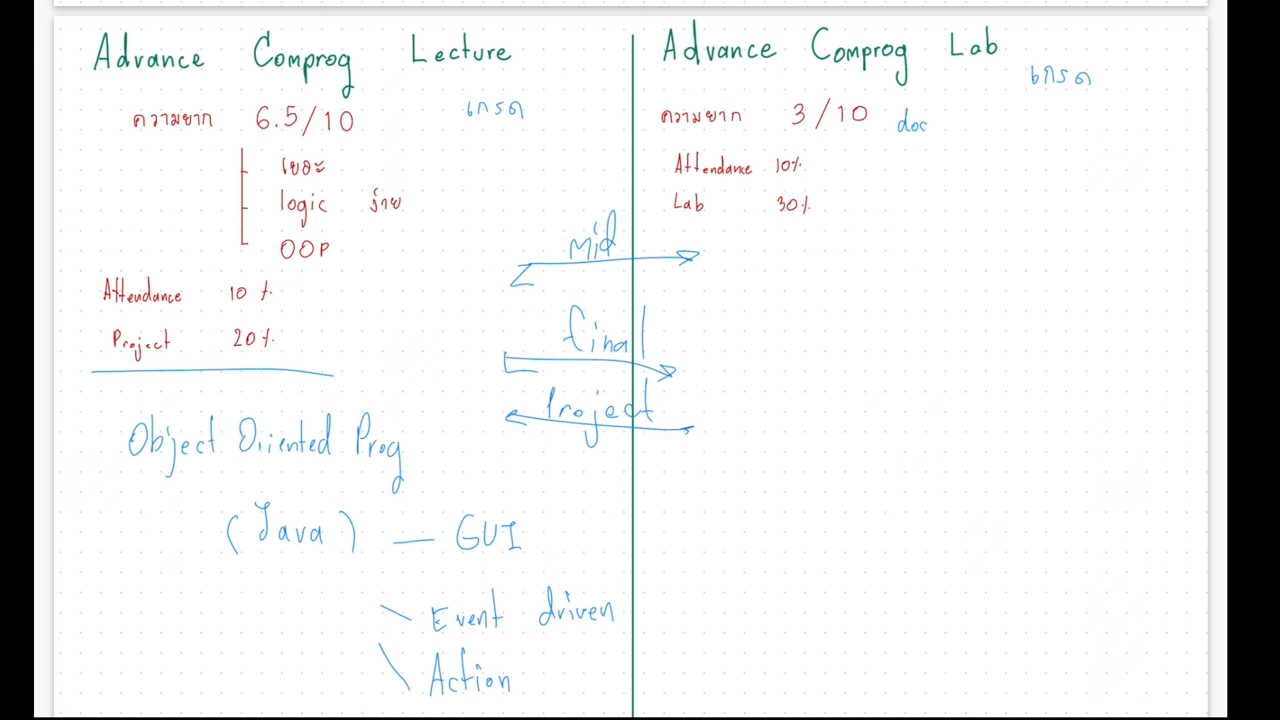 Advance Comprog Lecture
ความยาก 6.5/10 เกรด
เยอะ
logic ง่าย
OOP
Attendance 10 %
Project 20 %
Object Oriented Prog
(Java) — GUI
Event driven
Action
mid
final
Project
Advance Comprog Lab
เกรด
ความยาก 3/10 doc
Attendance 10%
Lab 30%